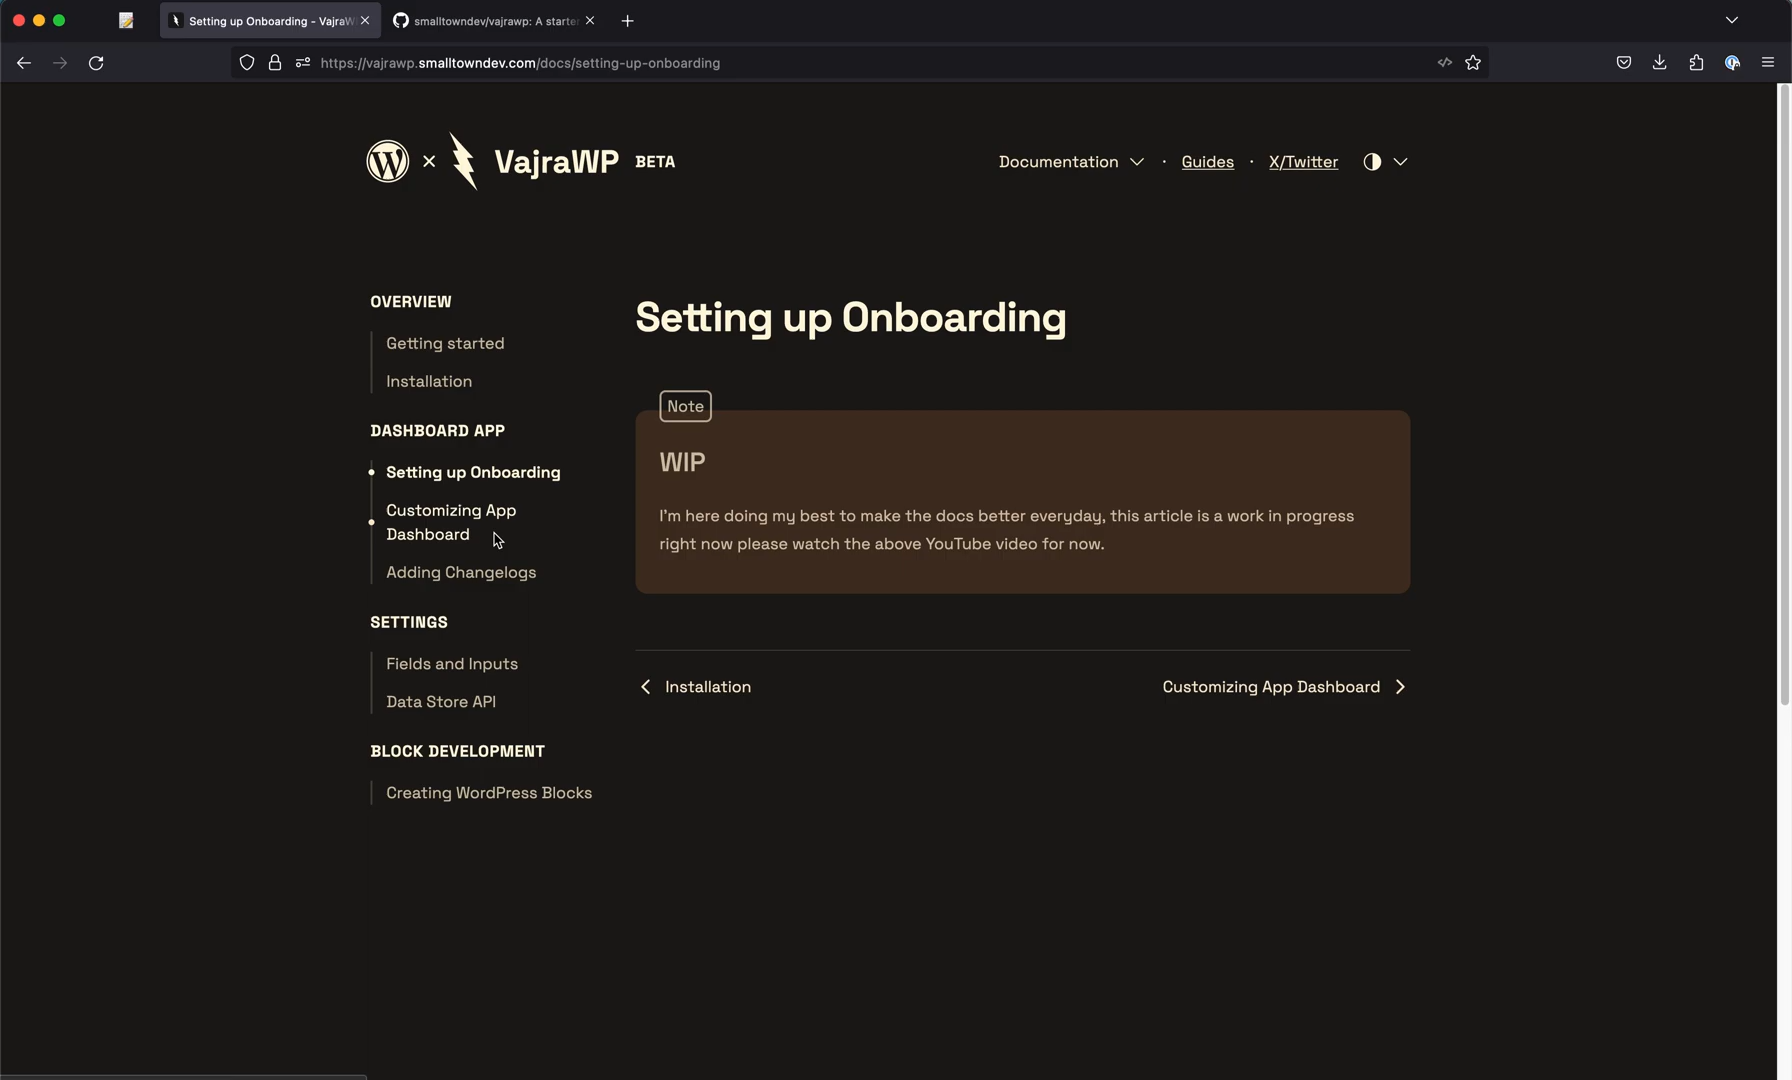 Setting up Onboarding - VajraW
smalltowndev/vajrawp: A starte
https://vajrawp.smalltowndev.com/docs/setting-up-onboarding
VajraWP BETA
Documentation · Guides · X/Twitter
OVERVIEW
Getting started
Installation
DASHBOARD APP
Setting up Onboarding
Customizing App
Dashboard
Adding Changelogs
SETTINGS
Fields and Inputs
Data Store API
BLOCK DEVELOPMENT
Creating WordPress Blocks
Setting up Onboarding
Note
WIP
I'm here doing my best to make the docs better everyday, this article is a work in progress
right now please watch the above YouTube video for now.
Installation
Customizing App Dashboard